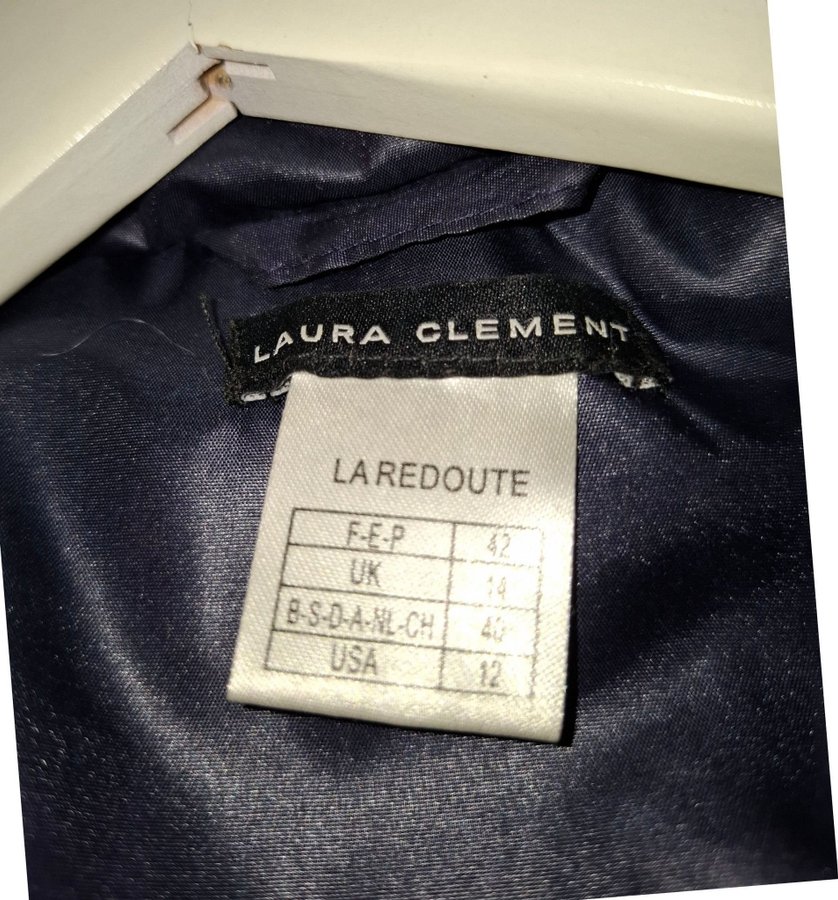 LAURA CLEMENT
LA REDOUTE
F-E-P 42
UK 14
B-S-D-A-NL-CH 40
USA 12